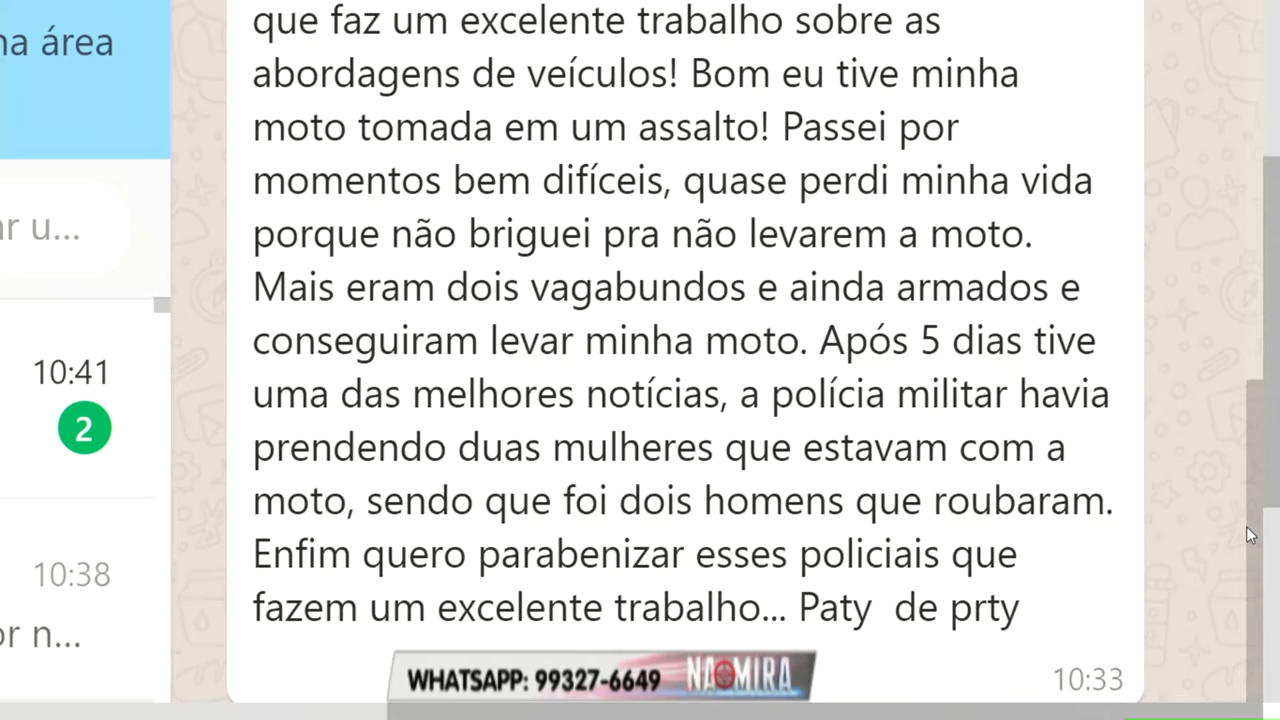 na área
ar u...
10:41
2
10:38
or n...
que faz um excelente trabalho sobre as
abordagens de veículos! Bom eu tive minha
moto tomada em um assalto! Passei por
momentos bem difíceis, quase perdi minha vida
porque não briguei pra não levarem a moto.
Mais eram dois vagabundos e ainda armados e
conseguiram levar minha moto. Após 5 dias tive
uma das melhores notícias, a polícia militar havia
prendendo duas mulheres que estavam com a
moto, sendo que foi dois homens que roubaram.
Enfim quero parabenizar esses policiais que
fazem um excelente trabalho... Paty  de prty
10:33
WHATSAPP: 99327-6649 NA MIRA